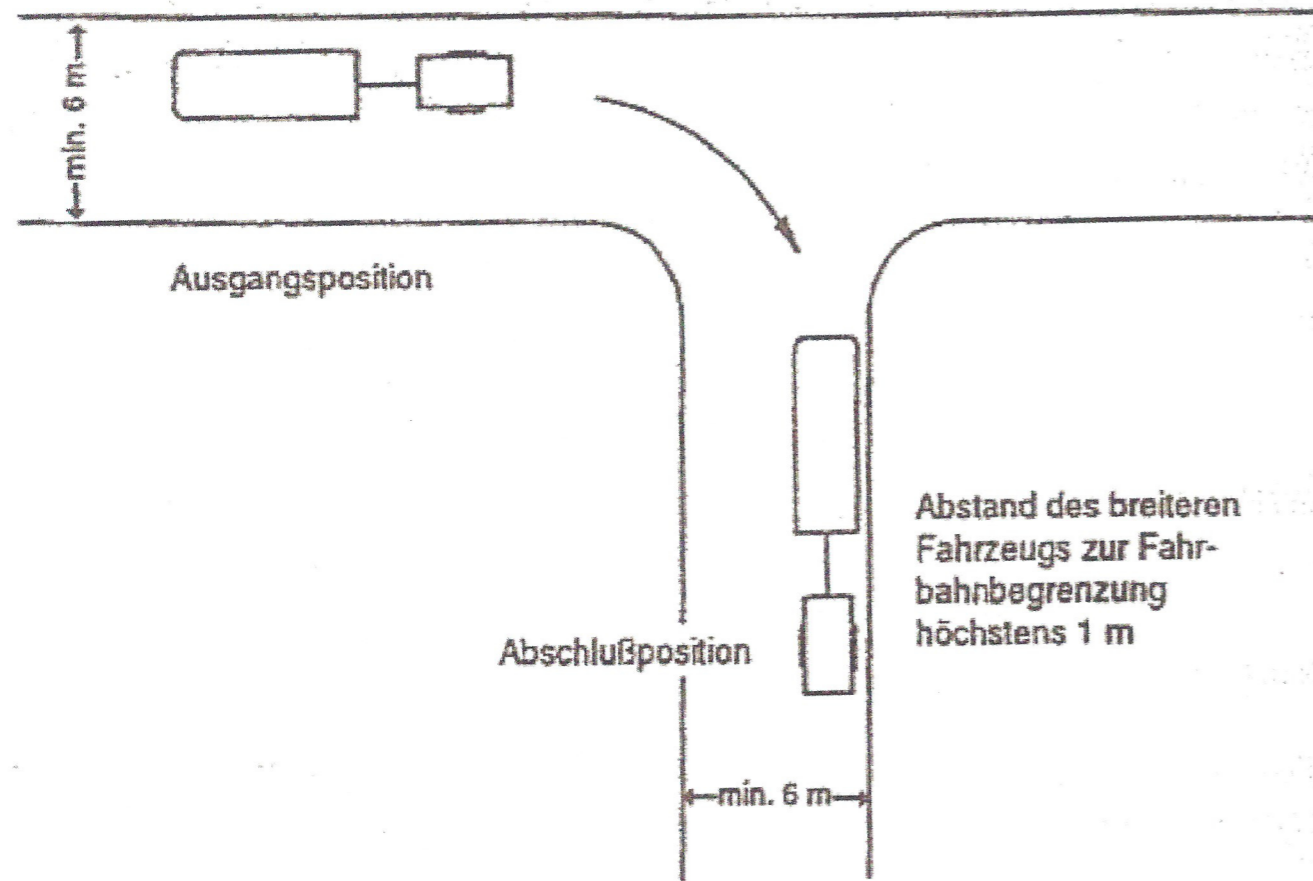 min. 6 m
Ausgangsposition
Abstand des breiteren
Fahrzeugs zur Fahr-
bahnbegrenzung
höchstens 1 m
Abschlußposition
min. 6 m